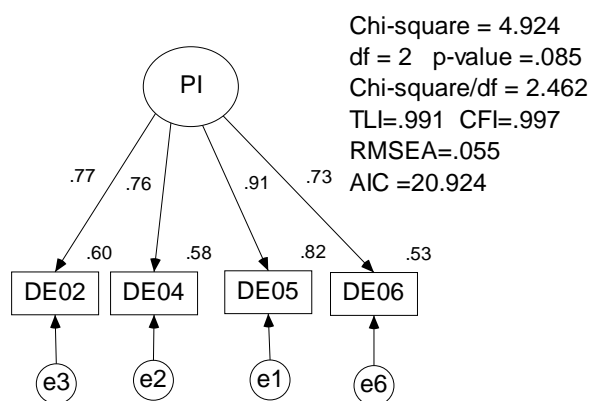 Chi-square = 4.924
df = 2 p-value =.085
Chi-square/df = 2.462
TLI=.991 CFI=.997
RMSEA=.055
AIC =20.924
PI
.77 .76 .91 .73
.60 .58 .82 .53
DE02 DE04 DE05 DE06
e3 e2 e1 e6